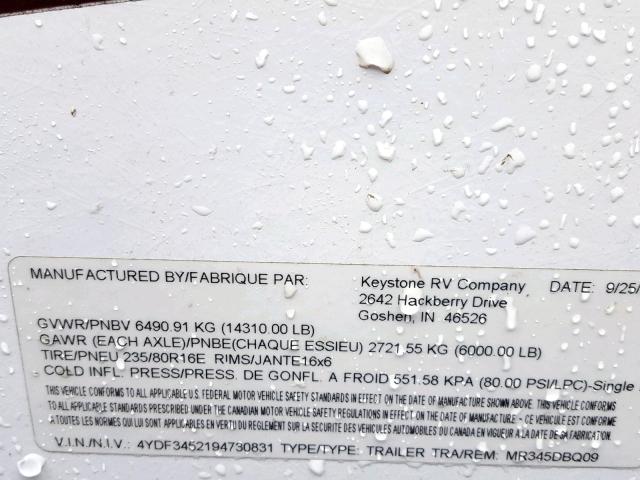 MANUFACTURED BY/FABRIQUE PAR: Keystone RV Company DATE: 9/25/
2642 Hackberry Drive
Goshen, IN 46526
GVWR/PNBV 6490.91 KG (14310.00 LB)
GAWR (EACH AXLE)/PNBE(CHAQUE ESSIEU) 2721.55 KG (6000.00 LB)
TIRE/PNEU 235/80R16E RIMS/JANTE16x6
COLD INFL. PRESS/PRESS. DE GONFL. A FROID 551.58 KPA (80.00 PSI/LPC)-Single
THIS VEHICLE CONFORMS TO ALL APPLICABLE U.S. FEDERAL MOTOR VEHICLE SAFETY STANDARDS IN EFFECT ON THE DATE OF MANUFACTURE. THIS VEHICLE CONFORMS
TO ALL APPLICABLE STANDARDS PRESCRIBED UNDER THE CANADIAN MOTOR VEHICLE SAFETY REGULATIONS IN EFFECT ON THE DATE OF MANUFACTURE - CE VEHICULE EST CONFORME
A TOUTES LES NORMES QUI LUI SONT APPLICABLES EN VERTU DU REGLEMENT SUR LA SECURITE DES VEHICULES AUTOMOBILES DU CANADA EN VIGUEUR A LA DATE DE SA FABRICATION.
V.I.N./N.I.V.: 4YDF3452194730831 TYPE/TYPE: TRAILER TRA/REM: MR345DBQ09